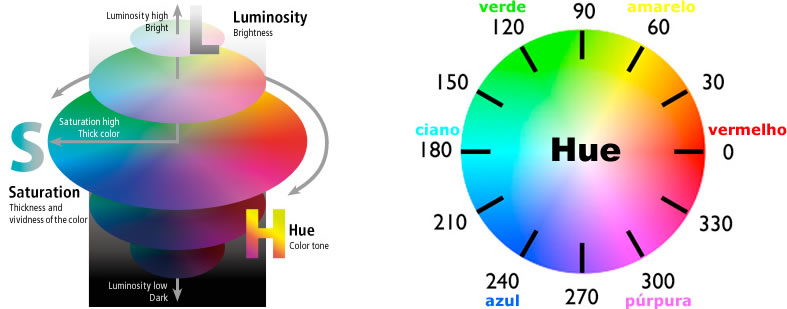 Luminosity high
Bright
L
Luminosity
Brightness
Saturation high
Thick color
S
Saturation
Thickness and
vividness of the color
H
Hue
Color tone
Luminosity low
Dark
verde
90
amarelo
120
60
150
30
ciano
vermelho
180
Hue
0
210
330
240
270
300
azul
púrpura